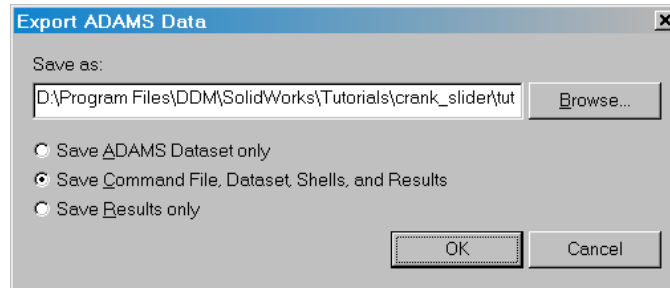 Export ADAMS Data
Save as:
D:\Program Files\DDM\SolidWorks\Tutorials\crank_slider\tut
Browse...
Save ADAMS Dataset only
Save Command File, Dataset, Shells, and Results
Save Results only
OK Cancel